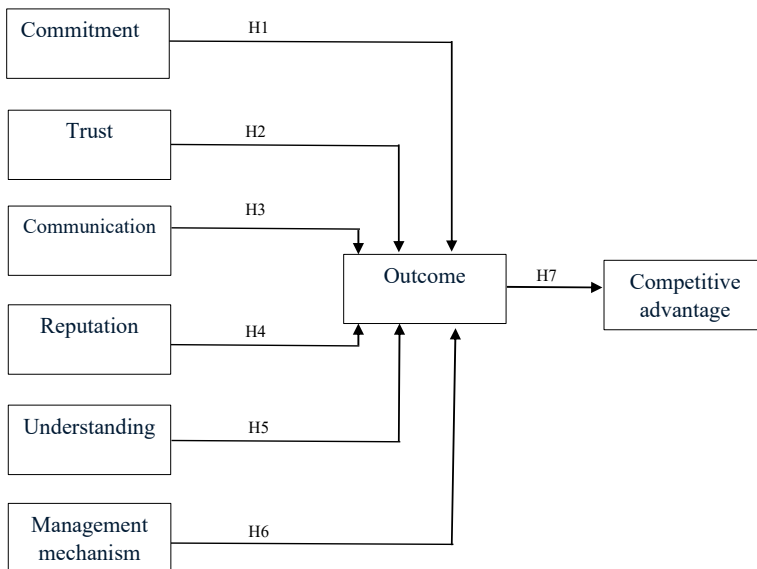 Commitment
H1
Trust
H2
Communication
H3
Outcome
H7
Competitive
advantage
Reputation
H4
Understanding
H5
Management
mechanism
H6